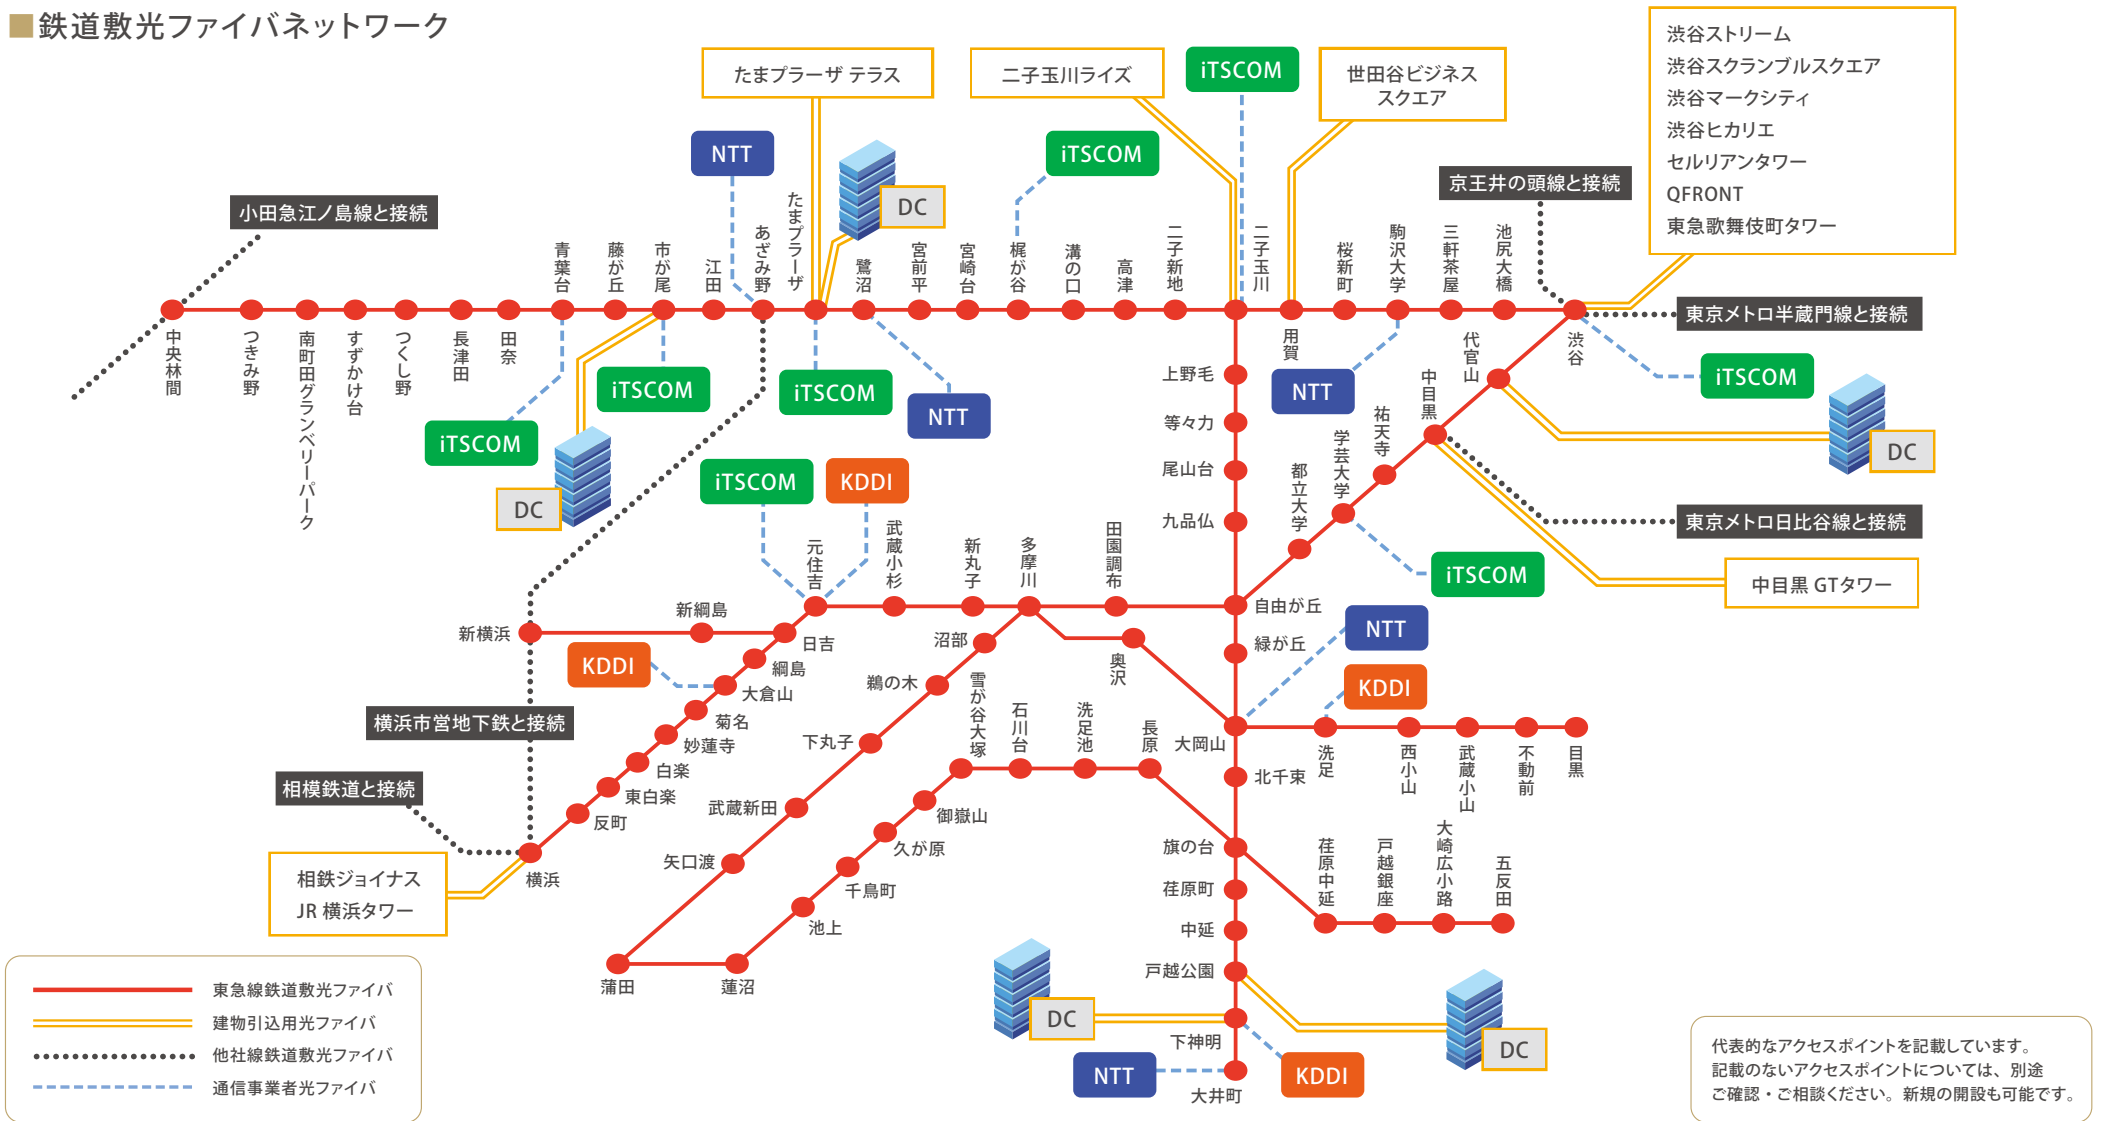 鉄道敷光ファイバネットワーク
たまプラーザ テラス
二子玉川ライズ
iTSCOM
世田谷ビジネス
スクエア
渋谷ストリーム
渋谷スクランブルスクエア
渋谷マークシティ
渋谷ヒカリエ
セルリアンタワー
QFRONT
東急歌舞伎町タワー
NTT
DC
iTSCOM
京王井の頭線と接続
小田急江ノ島線と接続
青葉台
藤が丘
市が尾
江田
あざみ野
たまプラーザ
鷺沼
宮前平
宮崎台
梶が谷
溝の口
高津
二子新地
二子玉川
桜新町
駒沢大学
三軒茶屋
池尻大橋
中央林間
つきみ野
南町田グランベリーパーク
すずかけ台
つくし野
長津田
田奈
用賀
代官山
渋谷
東京メトロ半蔵門線と接続
iTSCOM
iTSCOM
iTSCOM
iTSCOM
NTT
NTT
DC
DC
上野毛
等々力
尾山台
九品仏
中目黒
祐天寺
学芸大学
都立大学
東京メトロ日比谷線と接続
iTSCOM
中目黒 GTタワー
iTSCOM
KDDI
元住吉
武蔵小杉
新丸子
多摩川
田園調布
自由が丘
緑が丘
NTT
KDDI
新横浜
新綱島
日吉
綱島
大倉山
菊名
妙蓮寺
白楽
東白楽
反町
横浜
KDDI
横浜市営地下鉄と接続
相模鉄道と接続
相鉄ジョイナス
JR 横浜タワー
沼部
鵜の木
下丸子
武蔵新田
矢口渡
蒲田
奥沢
雪が谷大塚
石川台
洗足池
長原
御嶽山
久が原
千鳥町
池上
蓮沼
大岡山
洗足
西小山
武蔵小山
不動前
目黒
北千束
旗の台
荏原中延
戸越銀座
大崎広小路
五反田
荏原町
中延
戸越公園
下神明
大井町
DC
DC
NTT
KDDI
東急線鉄道敷光ファイバ
建物引込用光ファイバ
他社線鉄道敷光ファイバ
通信事業者光ファイバ
代表的なアクセスポイントを記載しています。
記載のないアクセスポイントについては、別途
ご確認・ご相談ください。新規の開設も可能です。